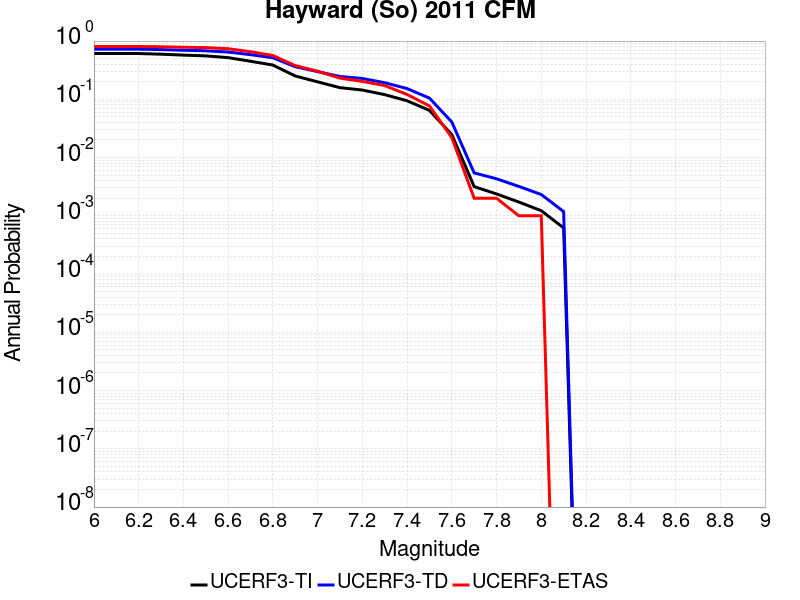 Hayward (So) 2011 CFM
Annual Probability
10^0
10^-1
10^-2
10^-3
10^-4
10^-5
10^-6
10^-7
10^-8
6 6.2 6.4 6.6 6.8 7 7.2 7.4 7.6 7.8 8 8.2 8.4 8.6 8.8 9
Magnitude
UCERF3-TI UCERF3-TD UCERF3-ETAS